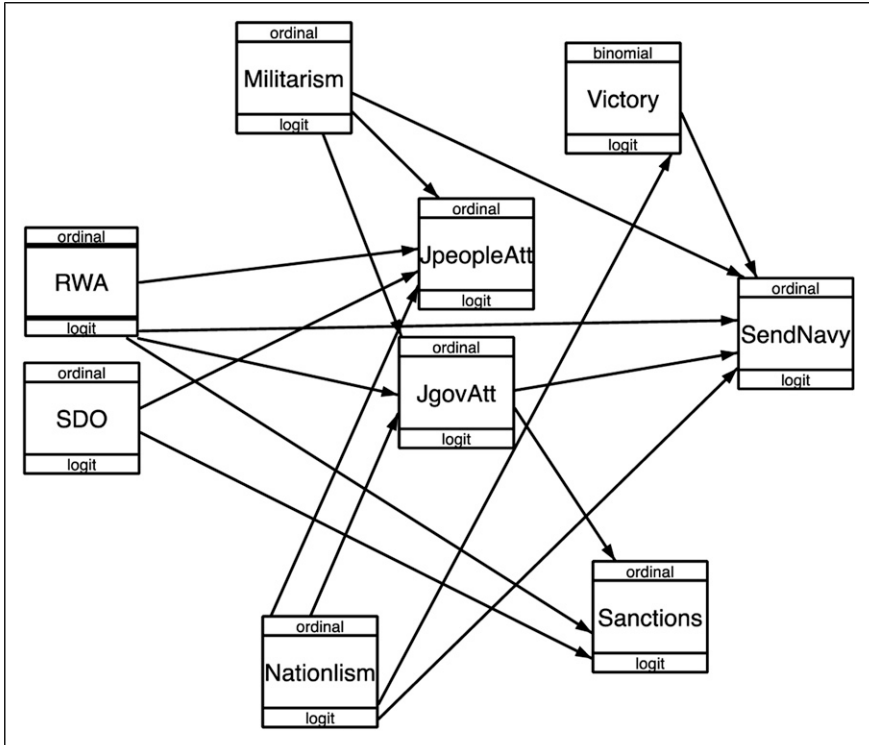 ordinal
Militarism
logit
binomial
Victory
logit
ordinal
JpeopleAtt
logit
ordinal
RWA
logit
ordinal
SendNavy
logit
ordinal
JgovAtt
logit
ordinal
SDO
logit
ordinal
Sanctions
logit
ordinal
Nationlism
logit